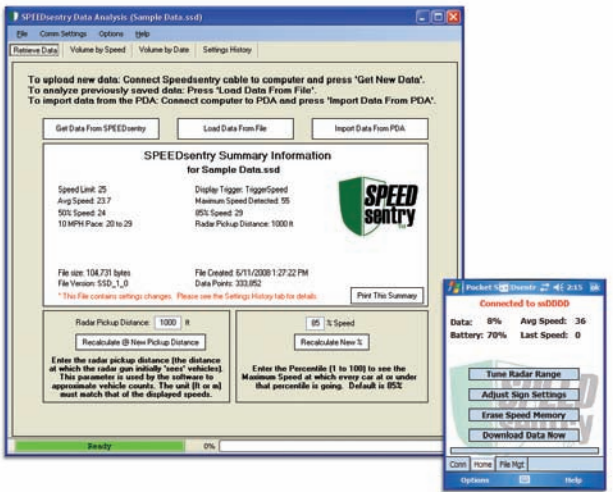 SPEEDsentry Data Analysis (Sample Data.ssd)
File Comm Settings Options Help
Retrieve Data Volume by Speed Volume by Date Settings History
To upload new data: Connect Speedsentry cable to computer and press 'Get New Data'.
To analyze previously saved data: Press 'Load Data From File'.
To import data from the PDA: Connect computer to PDA and press 'Import Data From PDA'.
Get Data From SPEEDsentry Load Data From File Import Data From PDA
SPEEDsentry Summary Information
for Sample Data.ssd
Speed Limit: 25 Display Trigger: TriggerSpeed
Avg Speed: 23.7 Maximum Speed Detected: 55
50% Speed: 24 85% Speed: 29
10 MPH Pace: 20 to 29 Radar Pickup Distance: 1000 ft
SPEED
sentry
File size: 104,731 bytes File Created: 6/11/2008 1:27:22 PM
File Version: SSD_1_0 Data Points: 333,852
* This File contains settings changes. Please see the Settings History tab for details. Print This Summary
Radar Pickup Distance: 1000 ft
Recalculate @ New Pickup Distance
Enter the radar pickup distance (the distance
at which the radar gun initially 'sees' vehicles).
This parameter is used by the software to
approximate vehicle counts. The unit (ft or m)
must match that of the displayed speeds.
85 % Speed
Recalculate New %
Enter the Percentile (1 to 100) to see the
Maximum Speed at which every car at or under
that percentile is going. Default is 85%
Ready 0%
Pocket 2:15 ok
Connected to ssDDDD
Data: 8% Avg Speed: 36
Battery: 70% Last Speed: 0
Tune Radar Range
Adjust Sign Settings
Erase Speed Memory
Download Data Now
SPEED
sentry
Comm Home File Mgt
Options Help